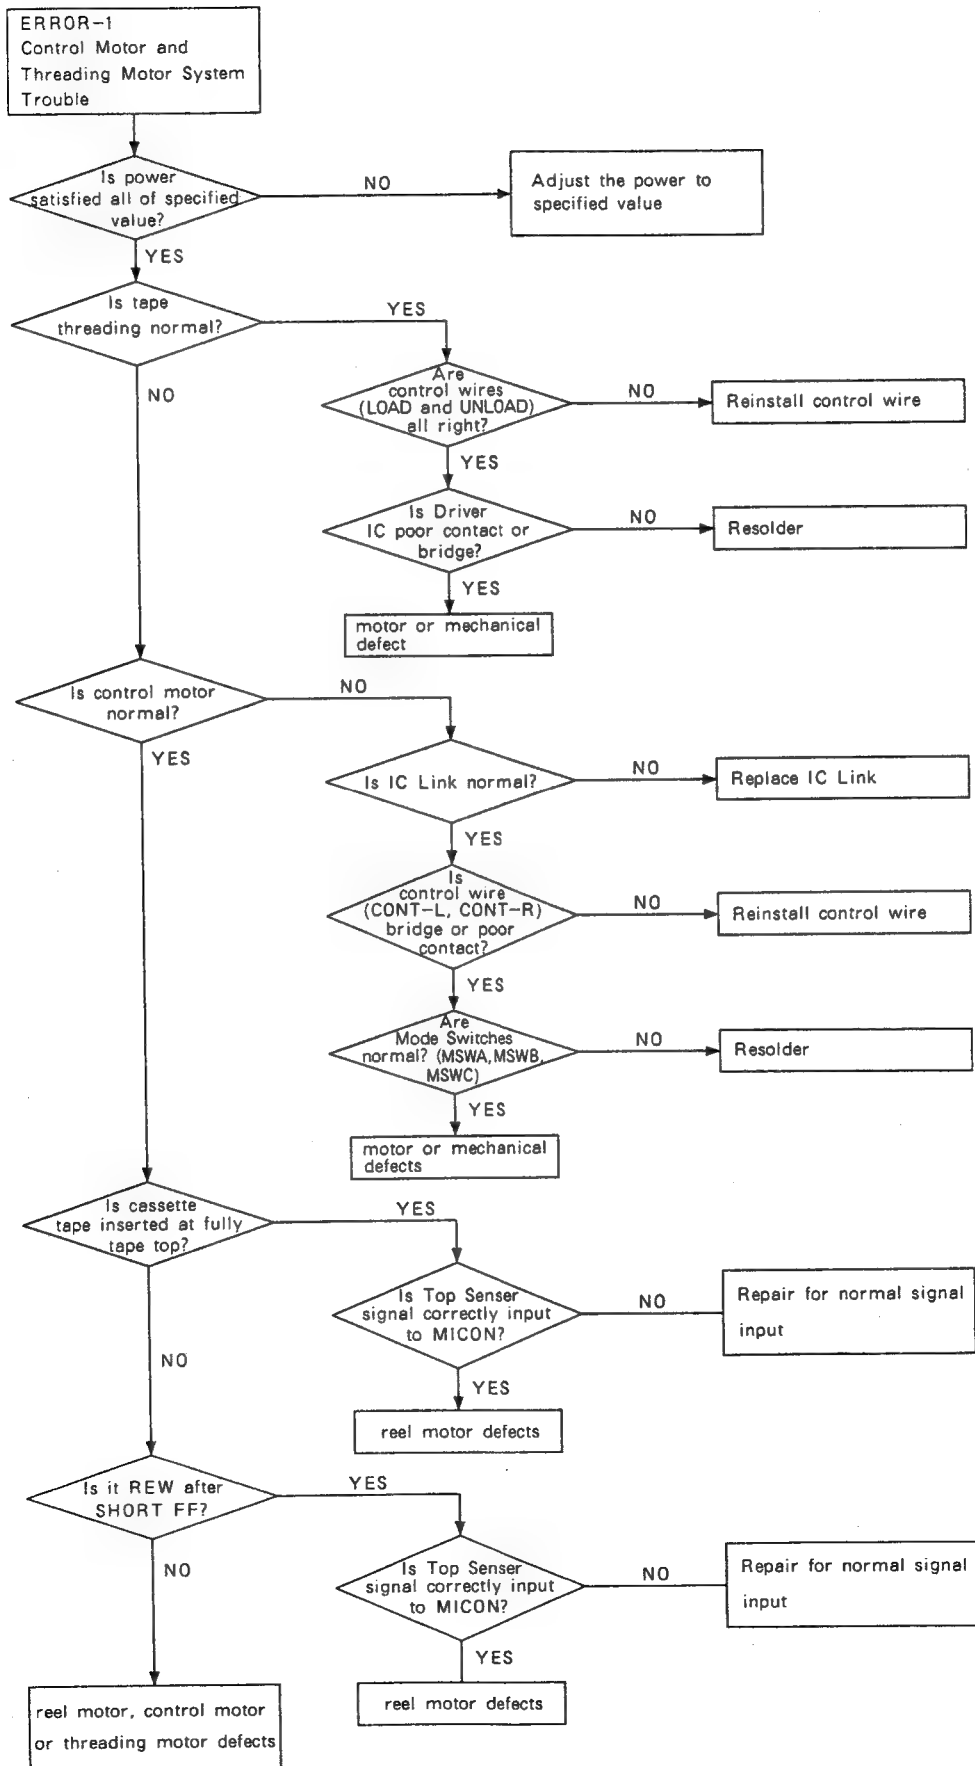 ERROR-1
Control Motor and
Threading Motor System
Trouble
Is power
satisfied all of specified
value?
NO
Adjust the power to
specified value
YES
Is tape
threading normal?
YES
NO
Are
control wires
(LOAD and UNLOAD)
all right?
NO
Reinstall control wire
YES
Is Driver
IC poor contact or
bridge?
NO
Resolder
YES
motor or mechanical
defect
Is control motor
normal?
NO
YES
Is IC Link normal?
NO
Replace IC Link
YES
Is
control wire
(CONT-L, CONT-R)
bridge or poor
contact?
NO
Reinstall control wire
YES
Are
Mode Switches
normal? (MSWA, MSWB,
MSWC)
NO
Resolder
YES
motor or mechanical
defects
Is cassette
tape inserted at fully
tape top?
YES
NO
Is Top Senser
signal correctly input
to MICON?
NO
Repair for normal signal
input
YES
reel motor defects
Is it REW after
SHORT FF?
YES
NO
Is Top Senser
signal correctly input
to MICON?
NO
Repair for normal signal
input
YES
reel motor defects
reel motor, control motor
or threading motor defects